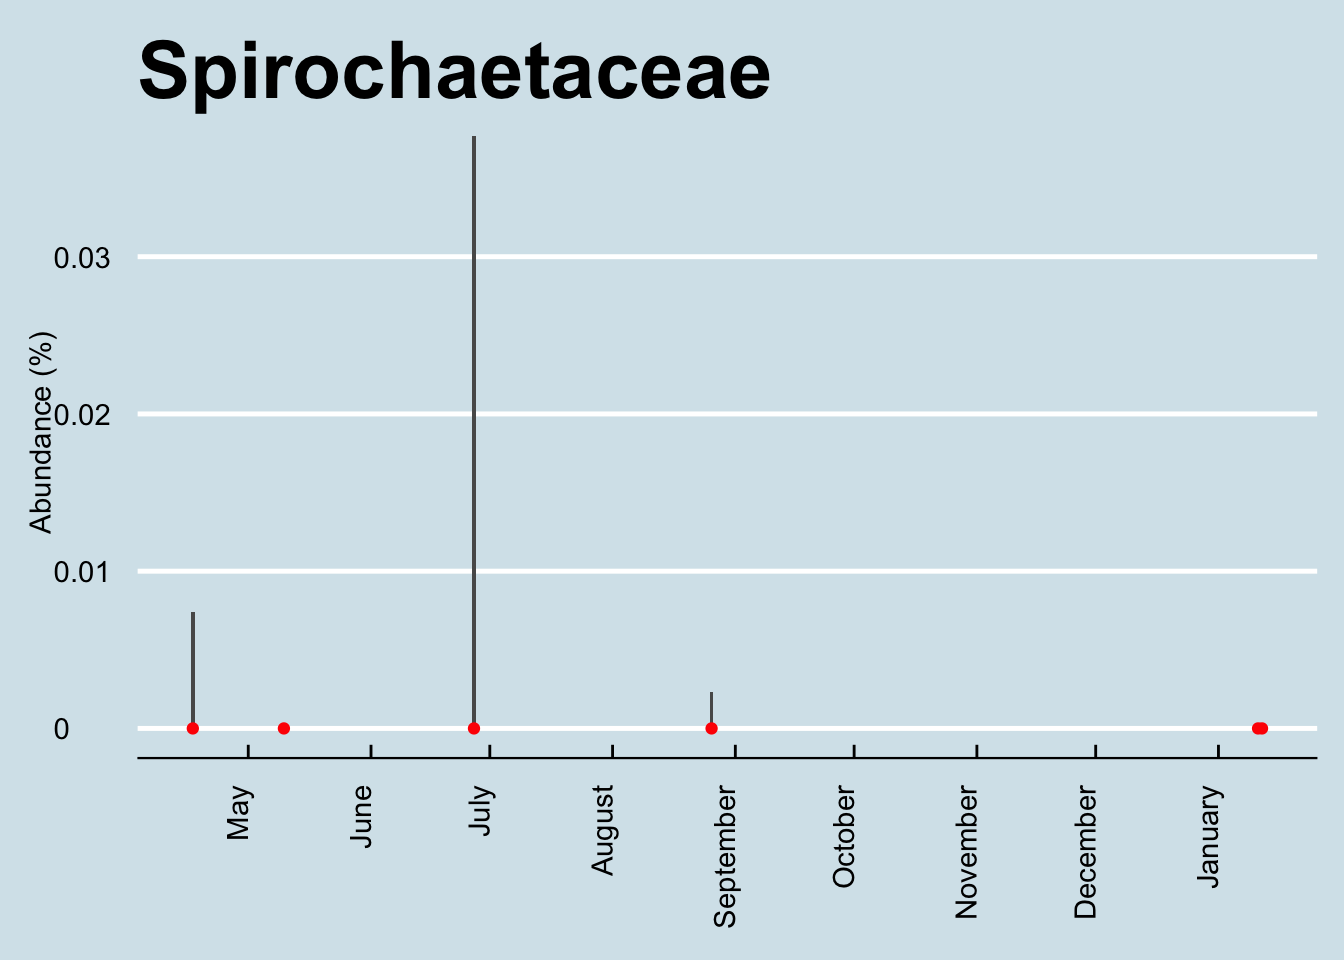 Spirochaetaceae
Abundance (%)
0.03
0.02
0.01
0
May
June
July
August
September
October
November
December
January